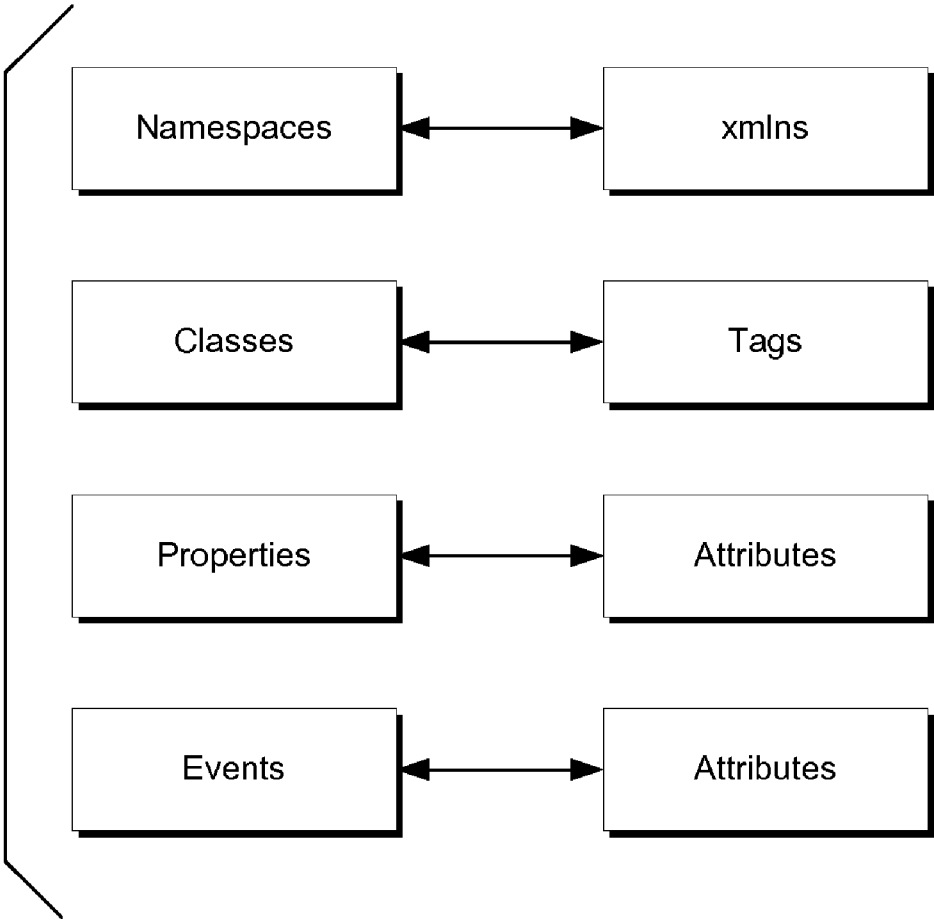 Namespaces
xmlns
Classes
Tags
Properties
Attributes
Events
Attributes